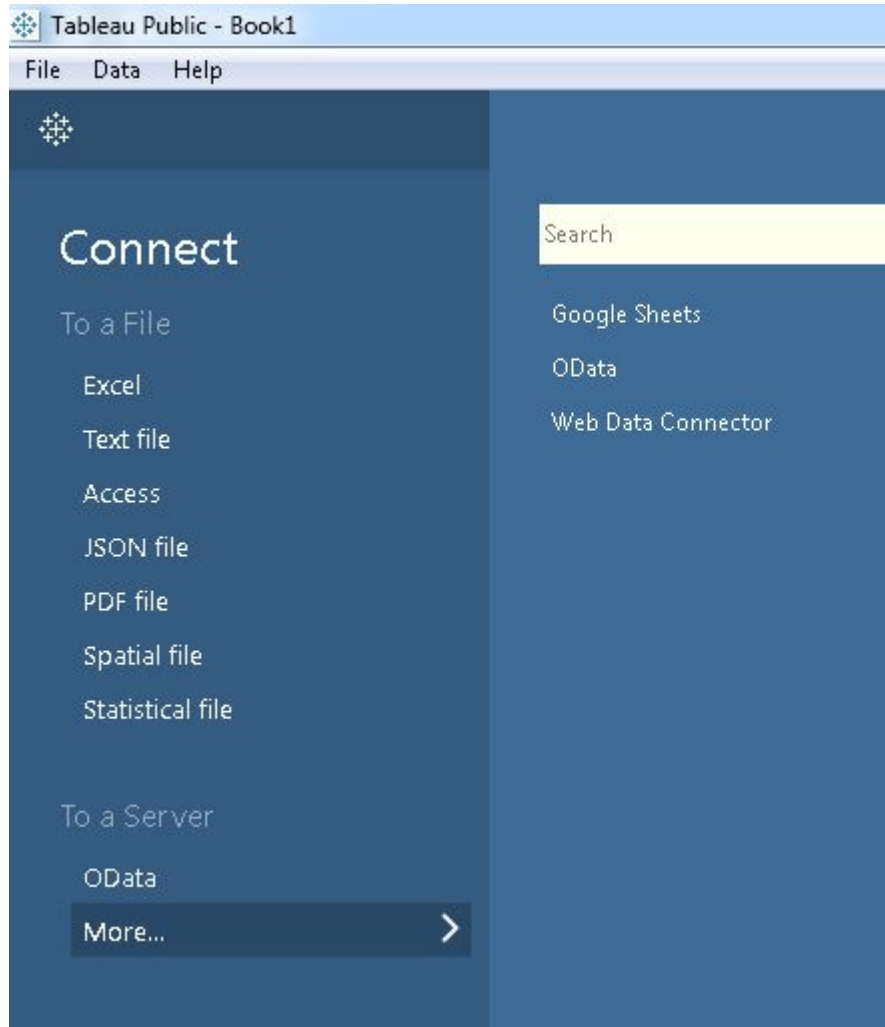 Tableau Public - Book1
File Data Help
Connect
To a File
Excel
Text file
Access
JSON file
PDF file
Spatial file
Statistical file
To a Server
OData
More...
Search
Google Sheets
OData
Web Data Connector